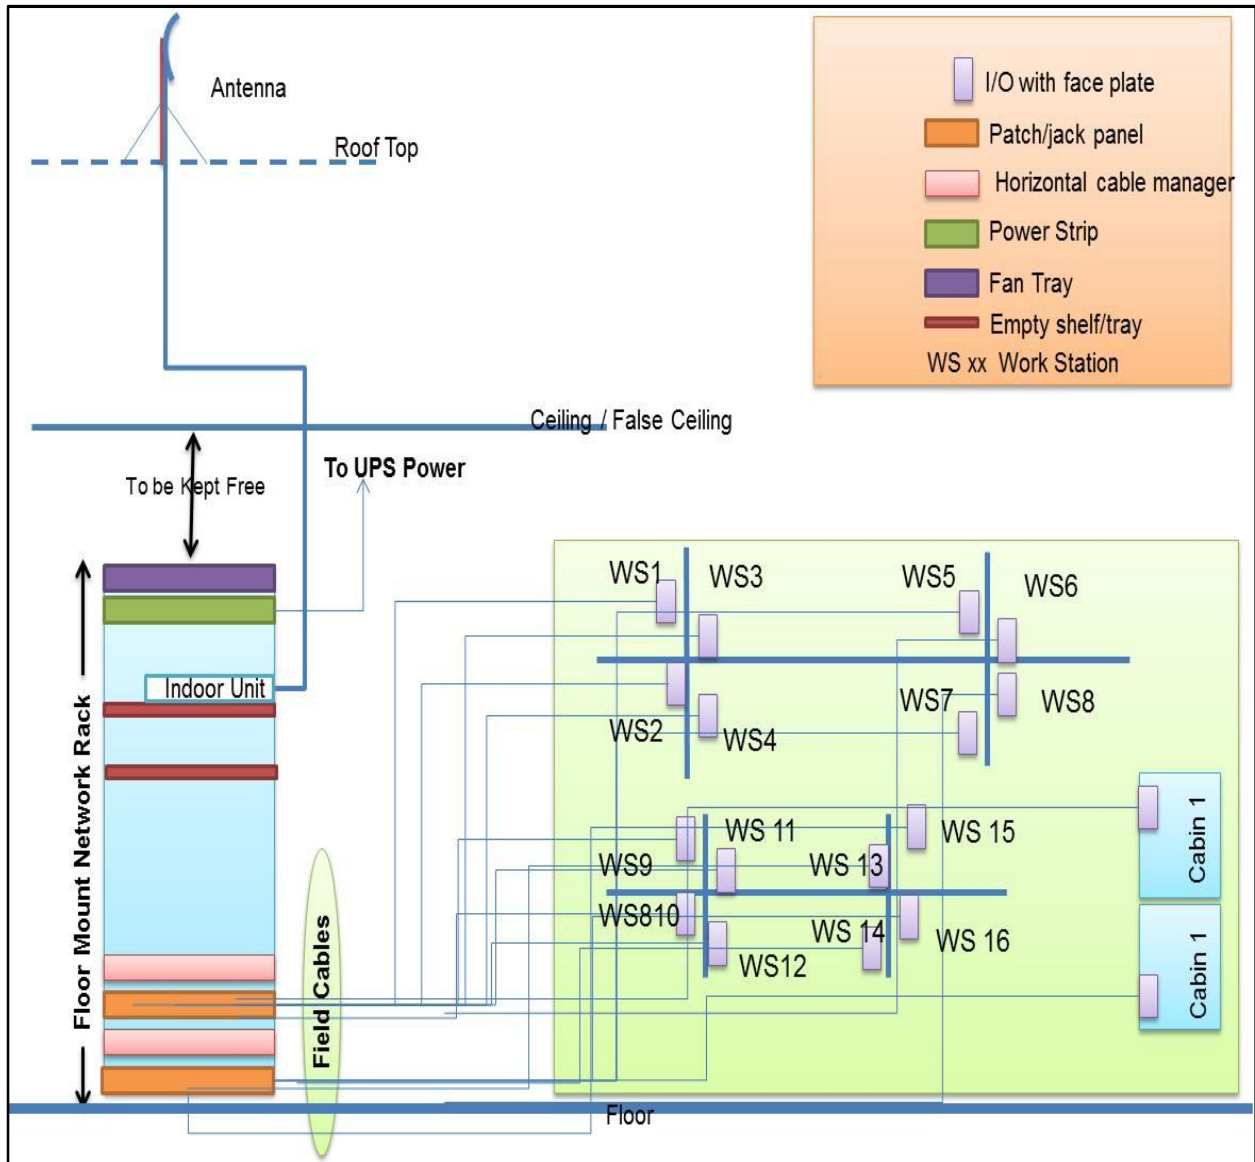 Antenna
Roof Top
I/O with face plate
Patch/jack panel
Horizontal cable manager
Power Strip
Fan Tray
Empty shelf/tray
WS xx Work Station
Ceiling / False Ceiling
To UPS Power
To be Kept Free
Floor Mount Network Rack
Indoor Unit
Field Cables
WS1
WS3
WS5
WS6
WS2
WS4
WS7
WS8
WS9
WS 11
WS 13
WS 15
WS810
WS12
WS 14
WS 16
Cabin 1
Cabin 1
Floor